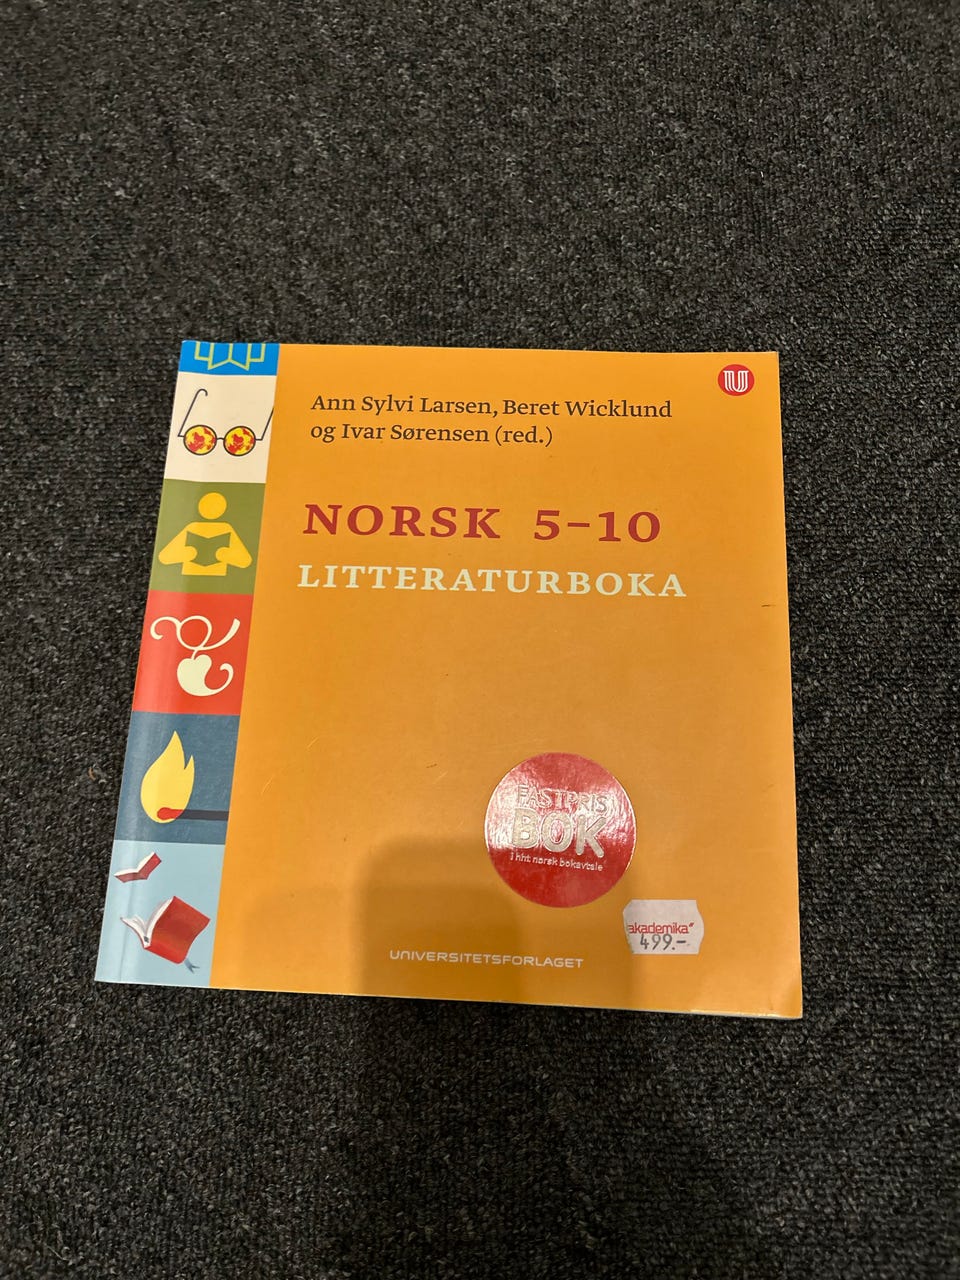 Ann Sylvi Larsen, Beret Wicklund
og Ivar Sørensen (red.)
NORSK 5–10
LITTERATURBOKA
FASTPRIS
BOK
i hht norsk bokavtale
akademika
499.-
UNIVERSITETSFORLAGET